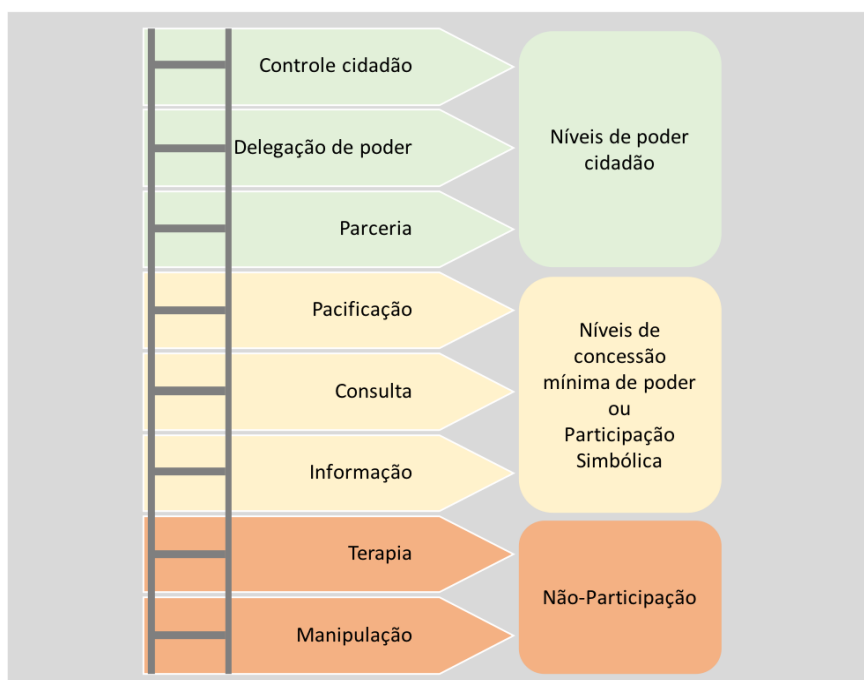 Controle cidadão
Delegação de poder
Parceria
Níveis de poder
cidadão
Pacificação
Consulta
Informação
Níveis de
concessão
mínima de poder
ou
Participação
Simbólica
Terapia
Manipulação
Não-Participação